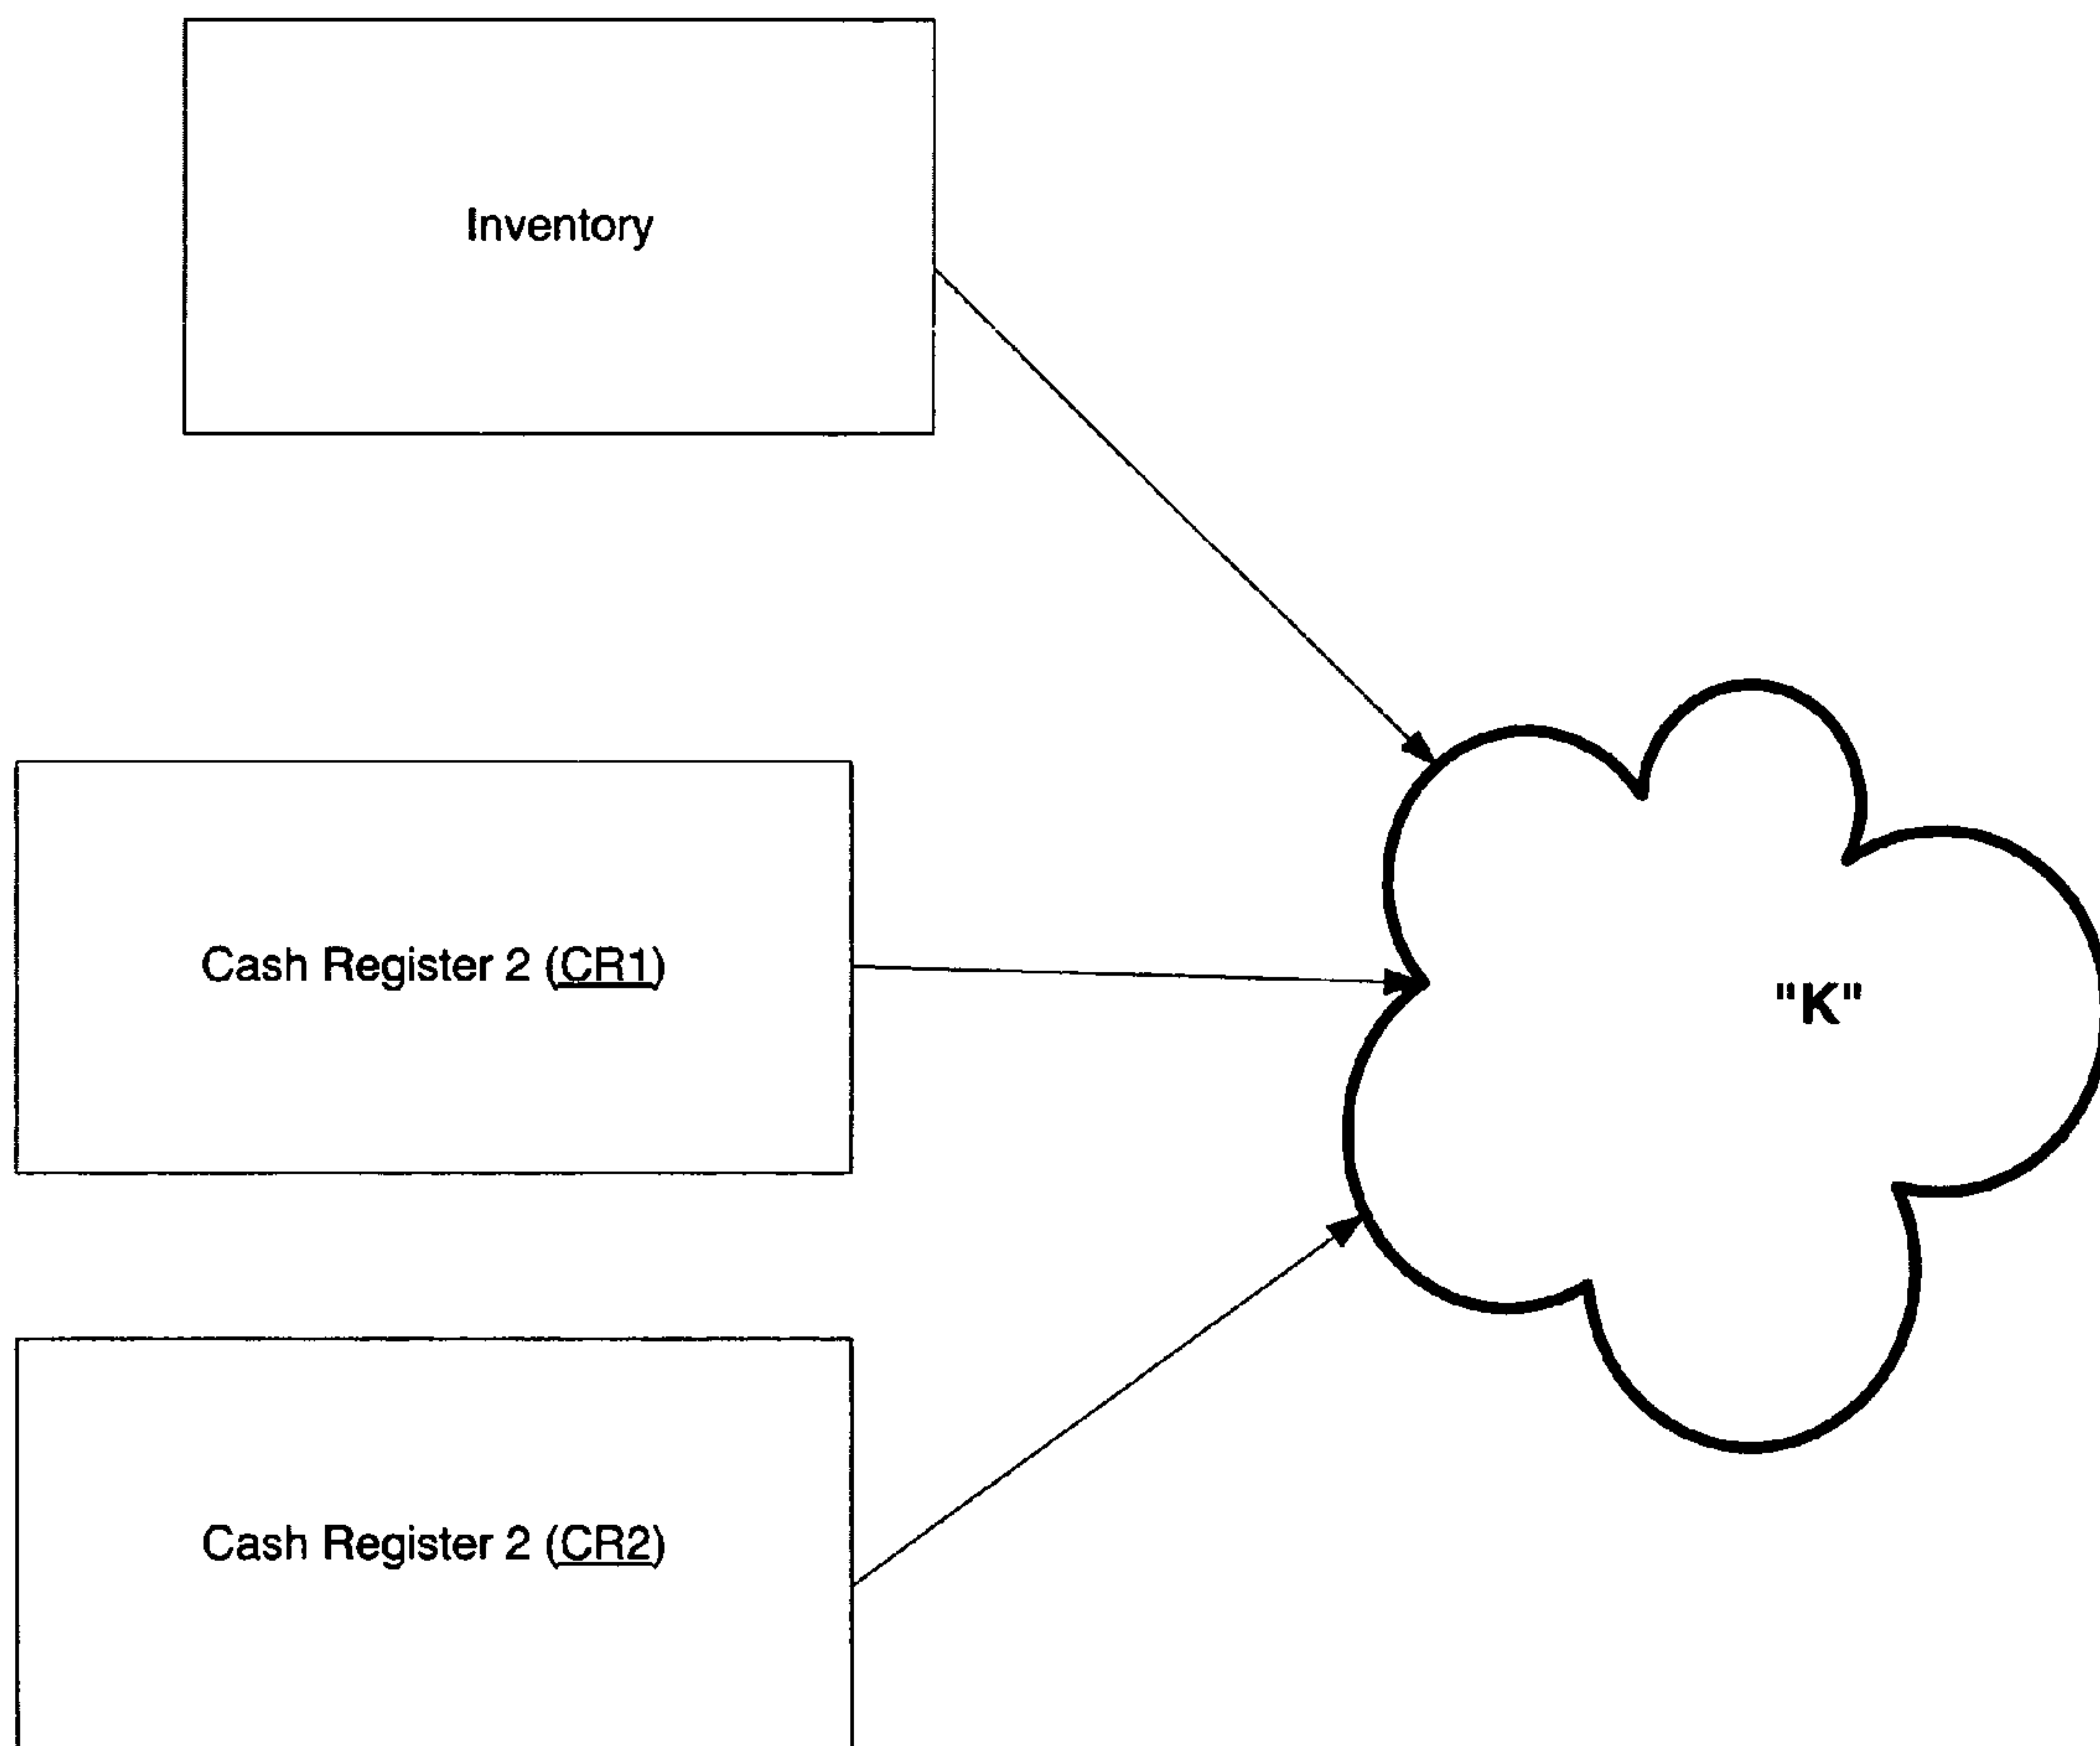 Inventory
Cash Register 2 (CR1)
"K"
Cash Register 2 (CR2)